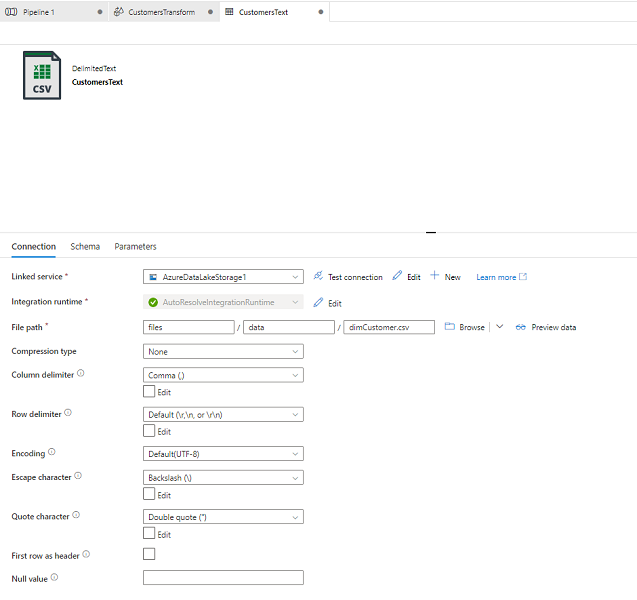 Pipeline 1
CustomersTransform
CustomersText
X
CSV
DelimitedText
CustomersText
Connection Schema Parameters
Linked service * AzureDataLakeStorage1 Test connection Edit New Learn more
Integration runtime * AutoResolveIntegrationRuntime Edit
File path * files / data / dimCustomer.csv Browse Preview data
Compression type None
Column delimiter Comma (,)
Edit
Row delimiter Default (\r,\n, or \r\n)
Edit
Encoding Default(UTF-8)
Escape character Backslash (\)
Edit
Quote character Double quote (")
Edit
First row as header
Null value